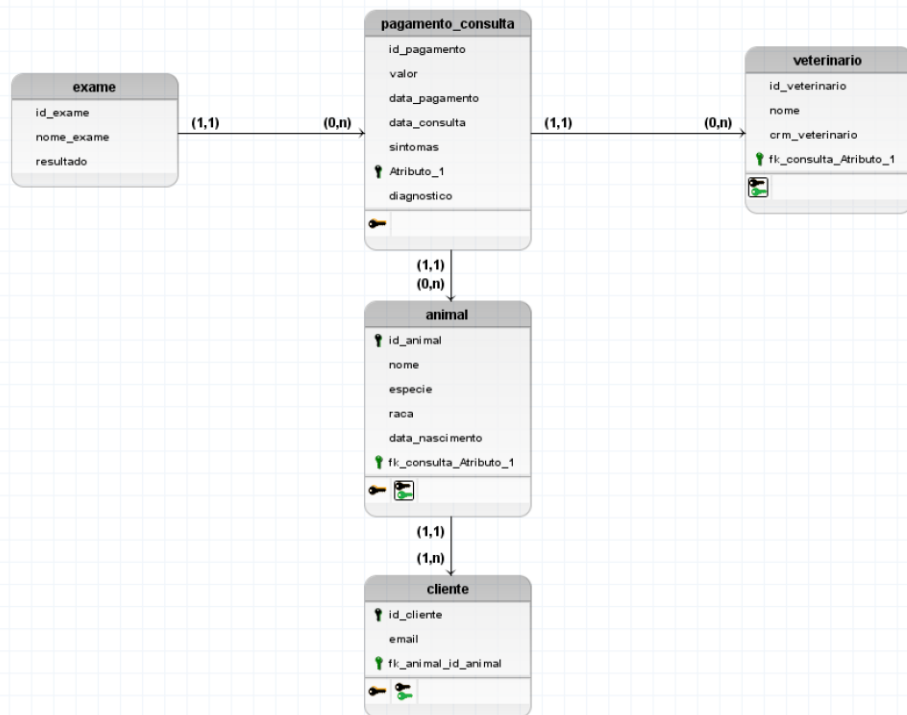 pagamento_consulta
id_pagamento
valor
data_pagamento
data_consulta
sintomas
Atributo_1
diagnostico
exame
id_exame
nome_exame
resultado
(1,1)
(0,n)
(1,1)
(0,n)
veterinario
id_veterinario
nome
crm_veterinario
fk_consulta_Atributo_1
(1,1)
(0,n)
animal
id_animal
nome
especie
raca
data_nascimento
fk_consulta_Atributo_1
(1,1)
(1,n)
cliente
id_cliente
email
fk_animal_id_animal